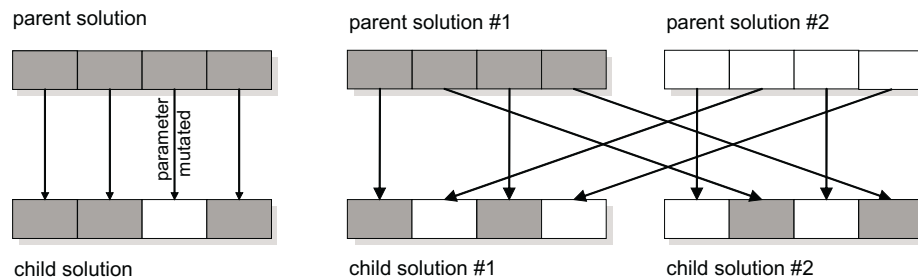 parent solution
parent solution #1
parent solution #2
parameter
mutated
child solution
child solution #1
child solution #2